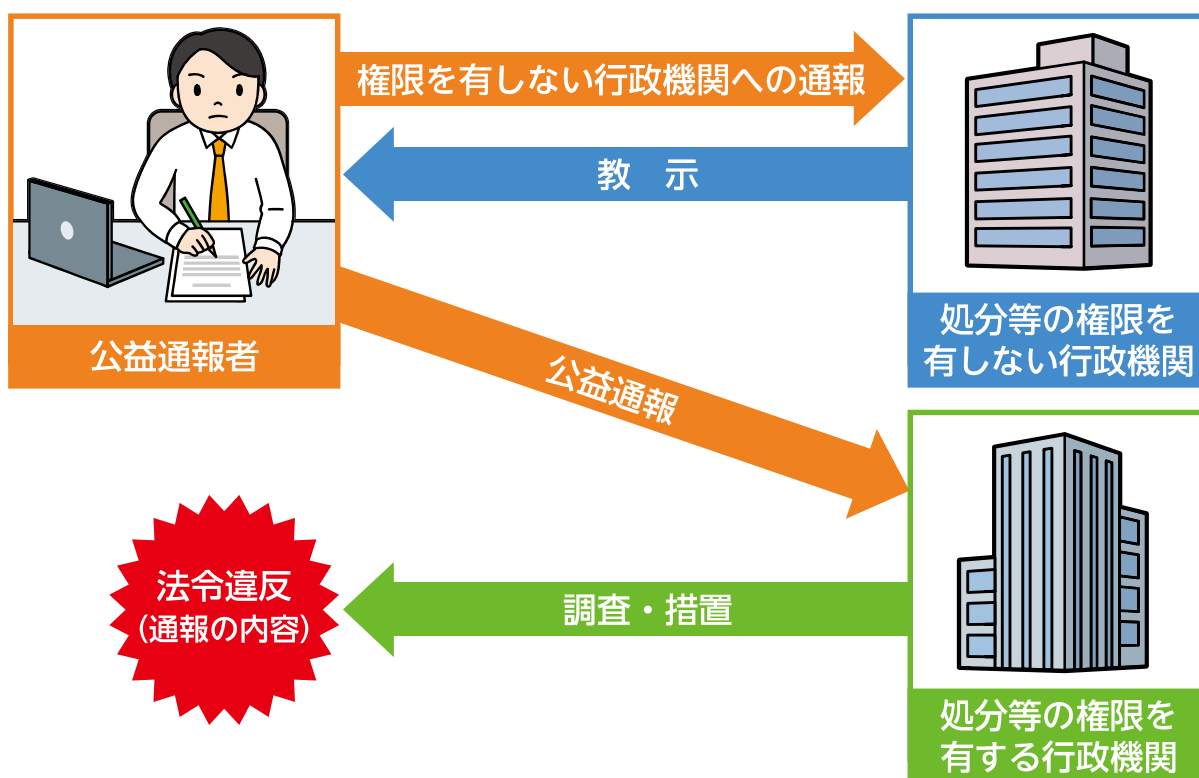 権限を有しない行政機関への通報
教 示
公益通報者
処分等の権限を
有しない行政機関
公益通報
法令違反
（通報の内容）
調査・措置
処分等の権限を
有する行政機関